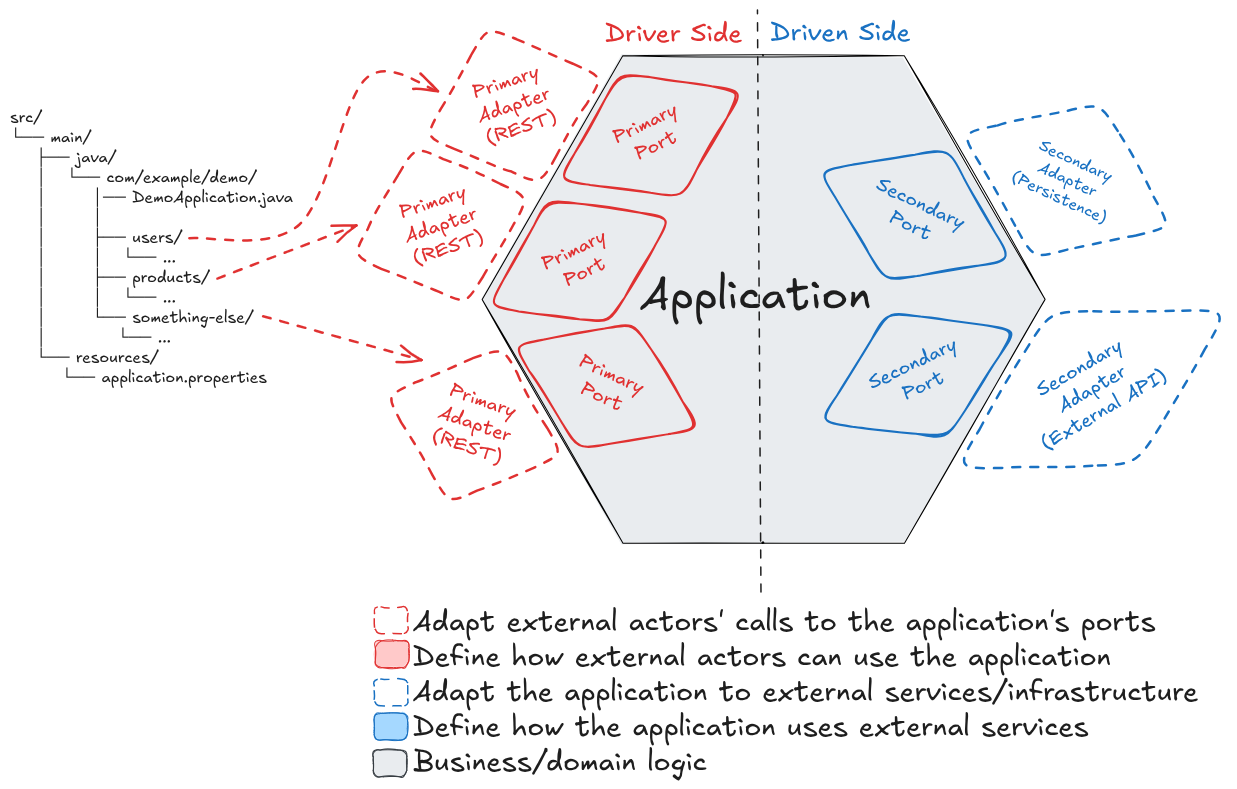 Driver Side
Driven Side
src/
main/
java/
com/example/demo/
DemoApplication.java
users/
...
products/
...
something-else/
...
resources/
application.properties
Primary
Adapter
(REST)
Primary
Port
Primary
Adapter
(REST)
Primary
Port
Primary
Adapter
(REST)
Primary
Port
Application
Secondary
Port
Secondary
Adapter
(Persistence)
Secondary
Port
Secondary
Adapter
(External API)
Adapt external actors' calls to the application's ports
Define how external actors can use the application
Adapt the application to external services/infrastructure
Define how the application uses external services
Business/domain logic